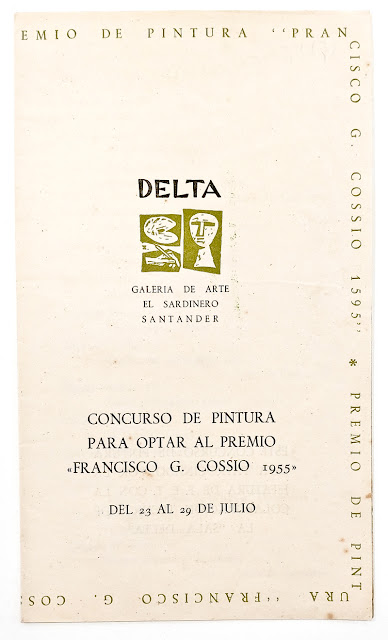 EMIO DE PINTURA "PRAN
CISCO G. COSSIO 1595" * PREMIO DE PINT
URA "FRANCISCO G. COS
DELTA
GALERIA DE ARTE
EL SARDINERO
SANTANDER
CONCURSO DE PINTURA
PARA OPTAR AL PREMIO
«FRANCISCO G. COSSIO 1955»
DEL 23 AL 29 DE JULIO